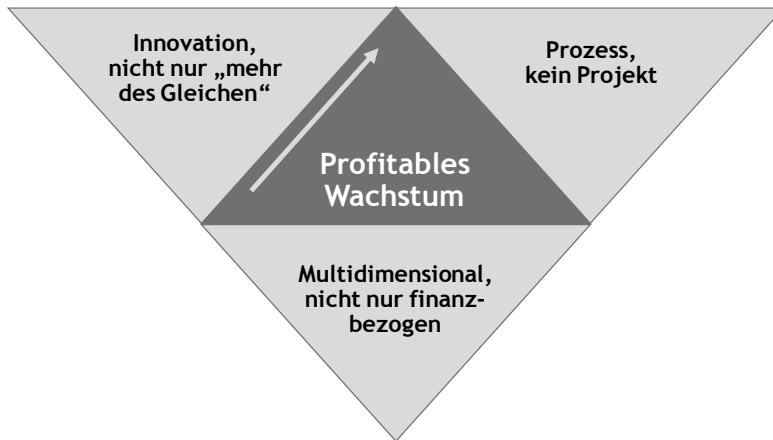 Innovation,
nicht nur „mehr
des Gleichen“
Prozess,
kein Projekt
Profitables
Wachstum
Multidimensional,
nicht nur finanz-
bezogen